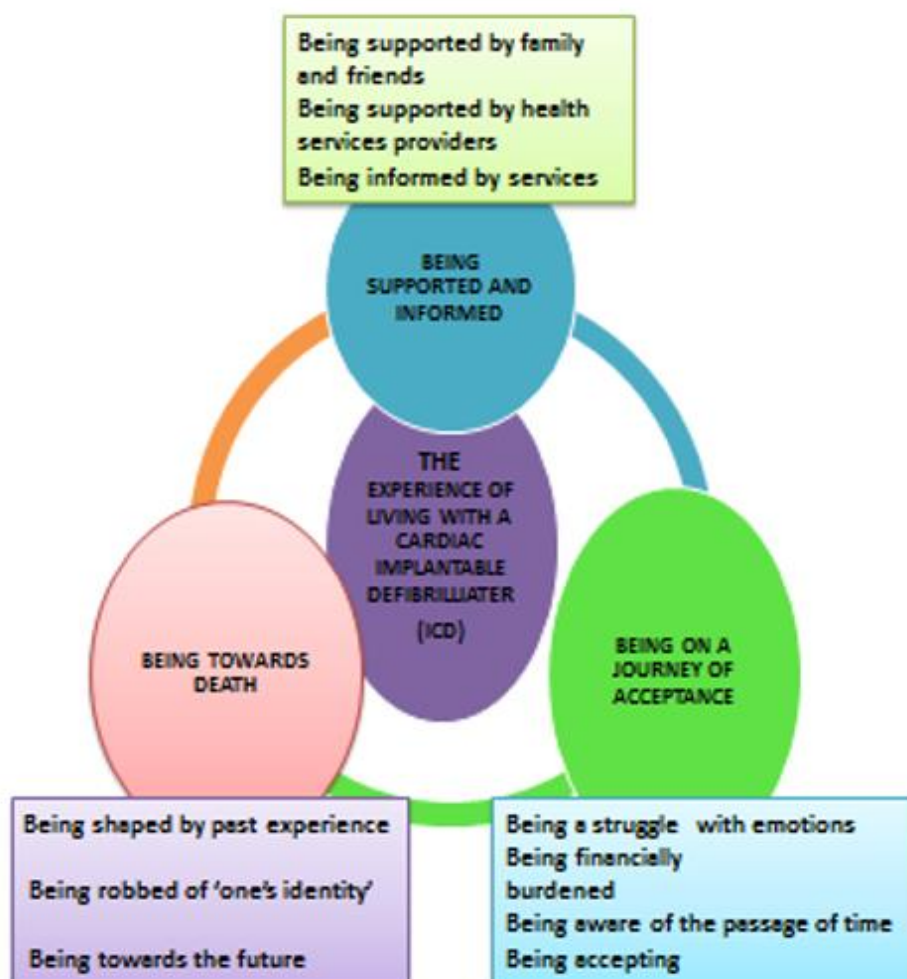 Being supported by family
and friends
Being supported by health
services providers
Being informed by services
BEING
SUPPORTED AND
INFORMED
THE
EXPERIENCE OF
LIVING WITH A
CARDIAC
IMPLANTABLE
DEFIBRILLIATER
(ICD)
BEING TOWARDS
DEATH
BEING ON A
JOURNEY OF
ACCEPTANCE
Being shaped by past experience
Being robbed of ‘one’s identity’
Being towards the future
Being a struggle with emotions
Being financially
burdened
Being aware of the passage of time
Being accepting